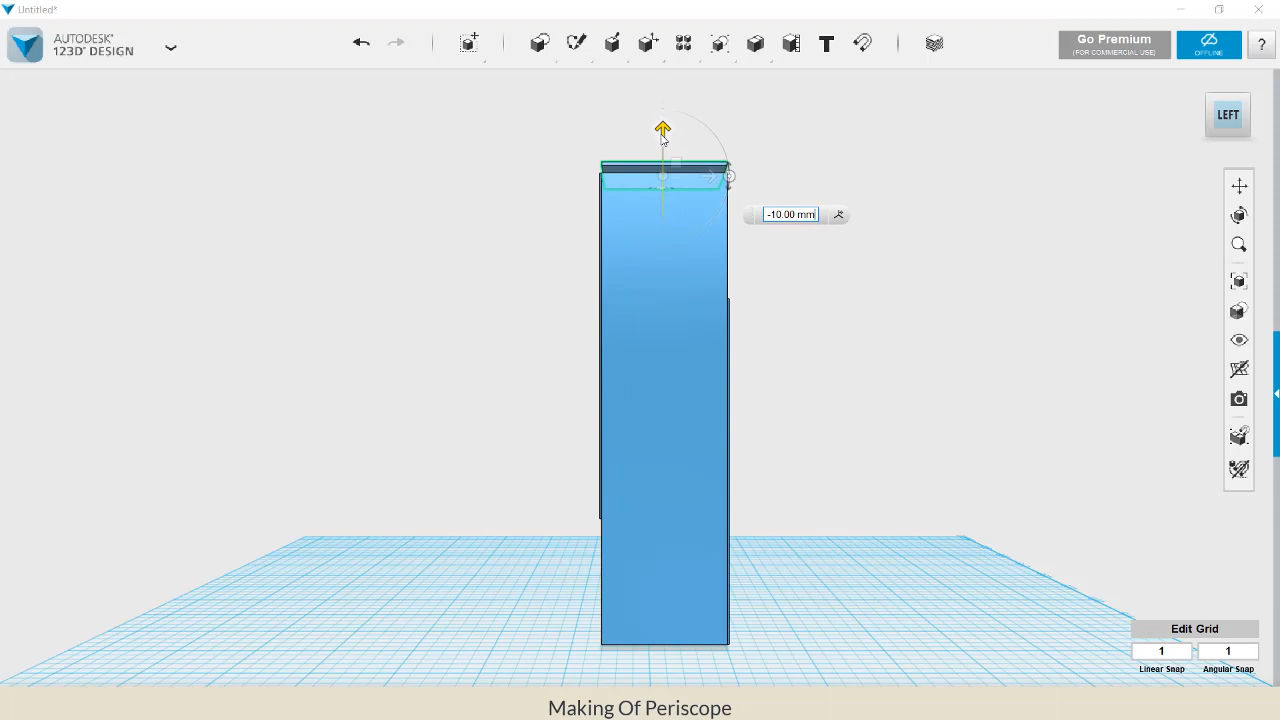 Untitled*
AUTODESK®
123D® DESIGN
T
Go Premium
(FOR COMMERCIAL USE)
OFFLINE
?
LEFT
-10.00 mm
Edit Grid
1 1
Linear Snap Angular Snap
Making Of Periscope